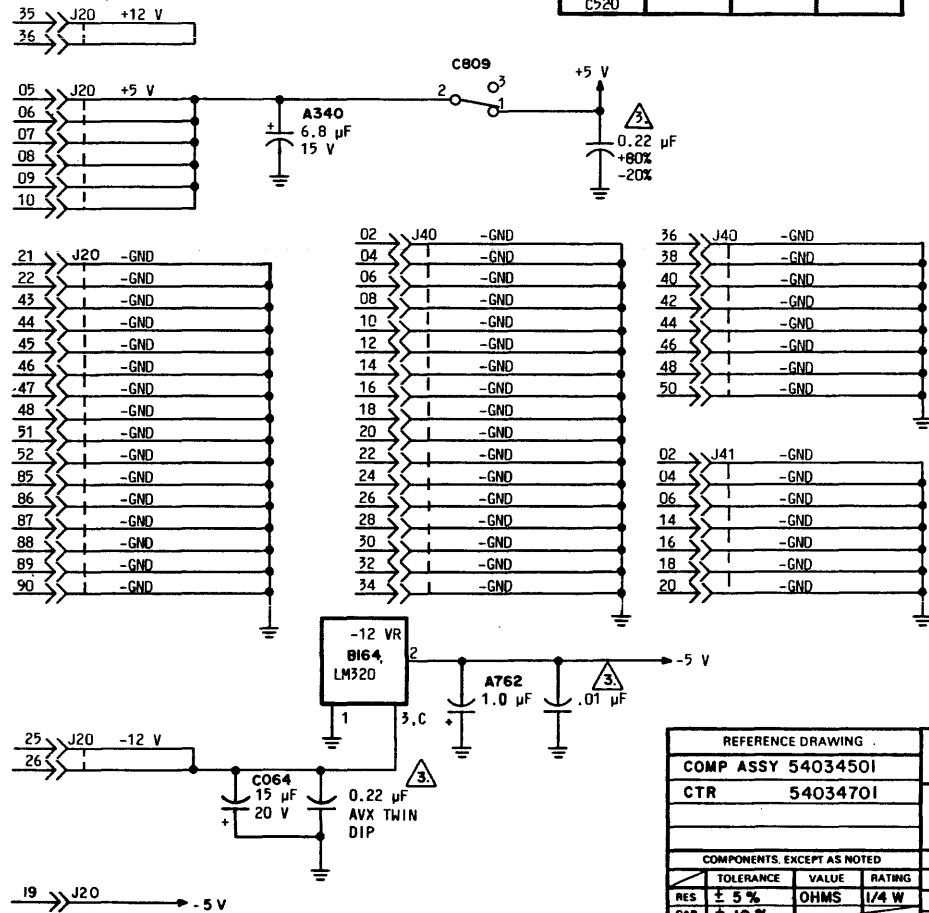 C520
35 J20 +12 V
36
C809
3
2
1
+5 V
05 J20 +5 V
06
07
08
09
10
A340
+ 6.8 µF
15 V
3.
0.22 µF
+80%
-20%
21 J20 -GND
22 -GND
43 -GND
44 -GND
45 -GND
46 -GND
47 -GND
48 -GND
51 -GND
52 -GND
85 -GND
86 -GND
87 -GND
88 -GND
89 -GND
90 -GND
02 J40 -GND
04 -GND
06 -GND
08 -GND
10 -GND
12 -GND
14 -GND
16 -GND
18 -GND
20 -GND
22 -GND
24 -GND
26 -GND
28 -GND
30 -GND
32 -GND
34 -GND
36 J40 -GND
38 -GND
40 -GND
42 -GND
44 -GND
46 -GND
48 -GND
50 -GND
02 J41 -GND
04 -GND
06 -GND
14 -GND
16 -GND
18 -GND
20 -GND
-12 VR
B164,
LM320
2
1
3,C
A762
1.0 µF
+
.01 µF
3.
-5 V
25 J20 -12 V
26
C064
15 µF
20 V
+
0.22 µF
AVX TWIN
DIP
3.
19 J20 -5 V
REFERENCE DRAWING
COMP ASSY 54034501
CTR 54034701
COMPONENTS, EXCEPT AS NOTED
TOLERANCE VALUE RATING
RES ± 5 % OHMS 1/4 W
CAP ± 10 %